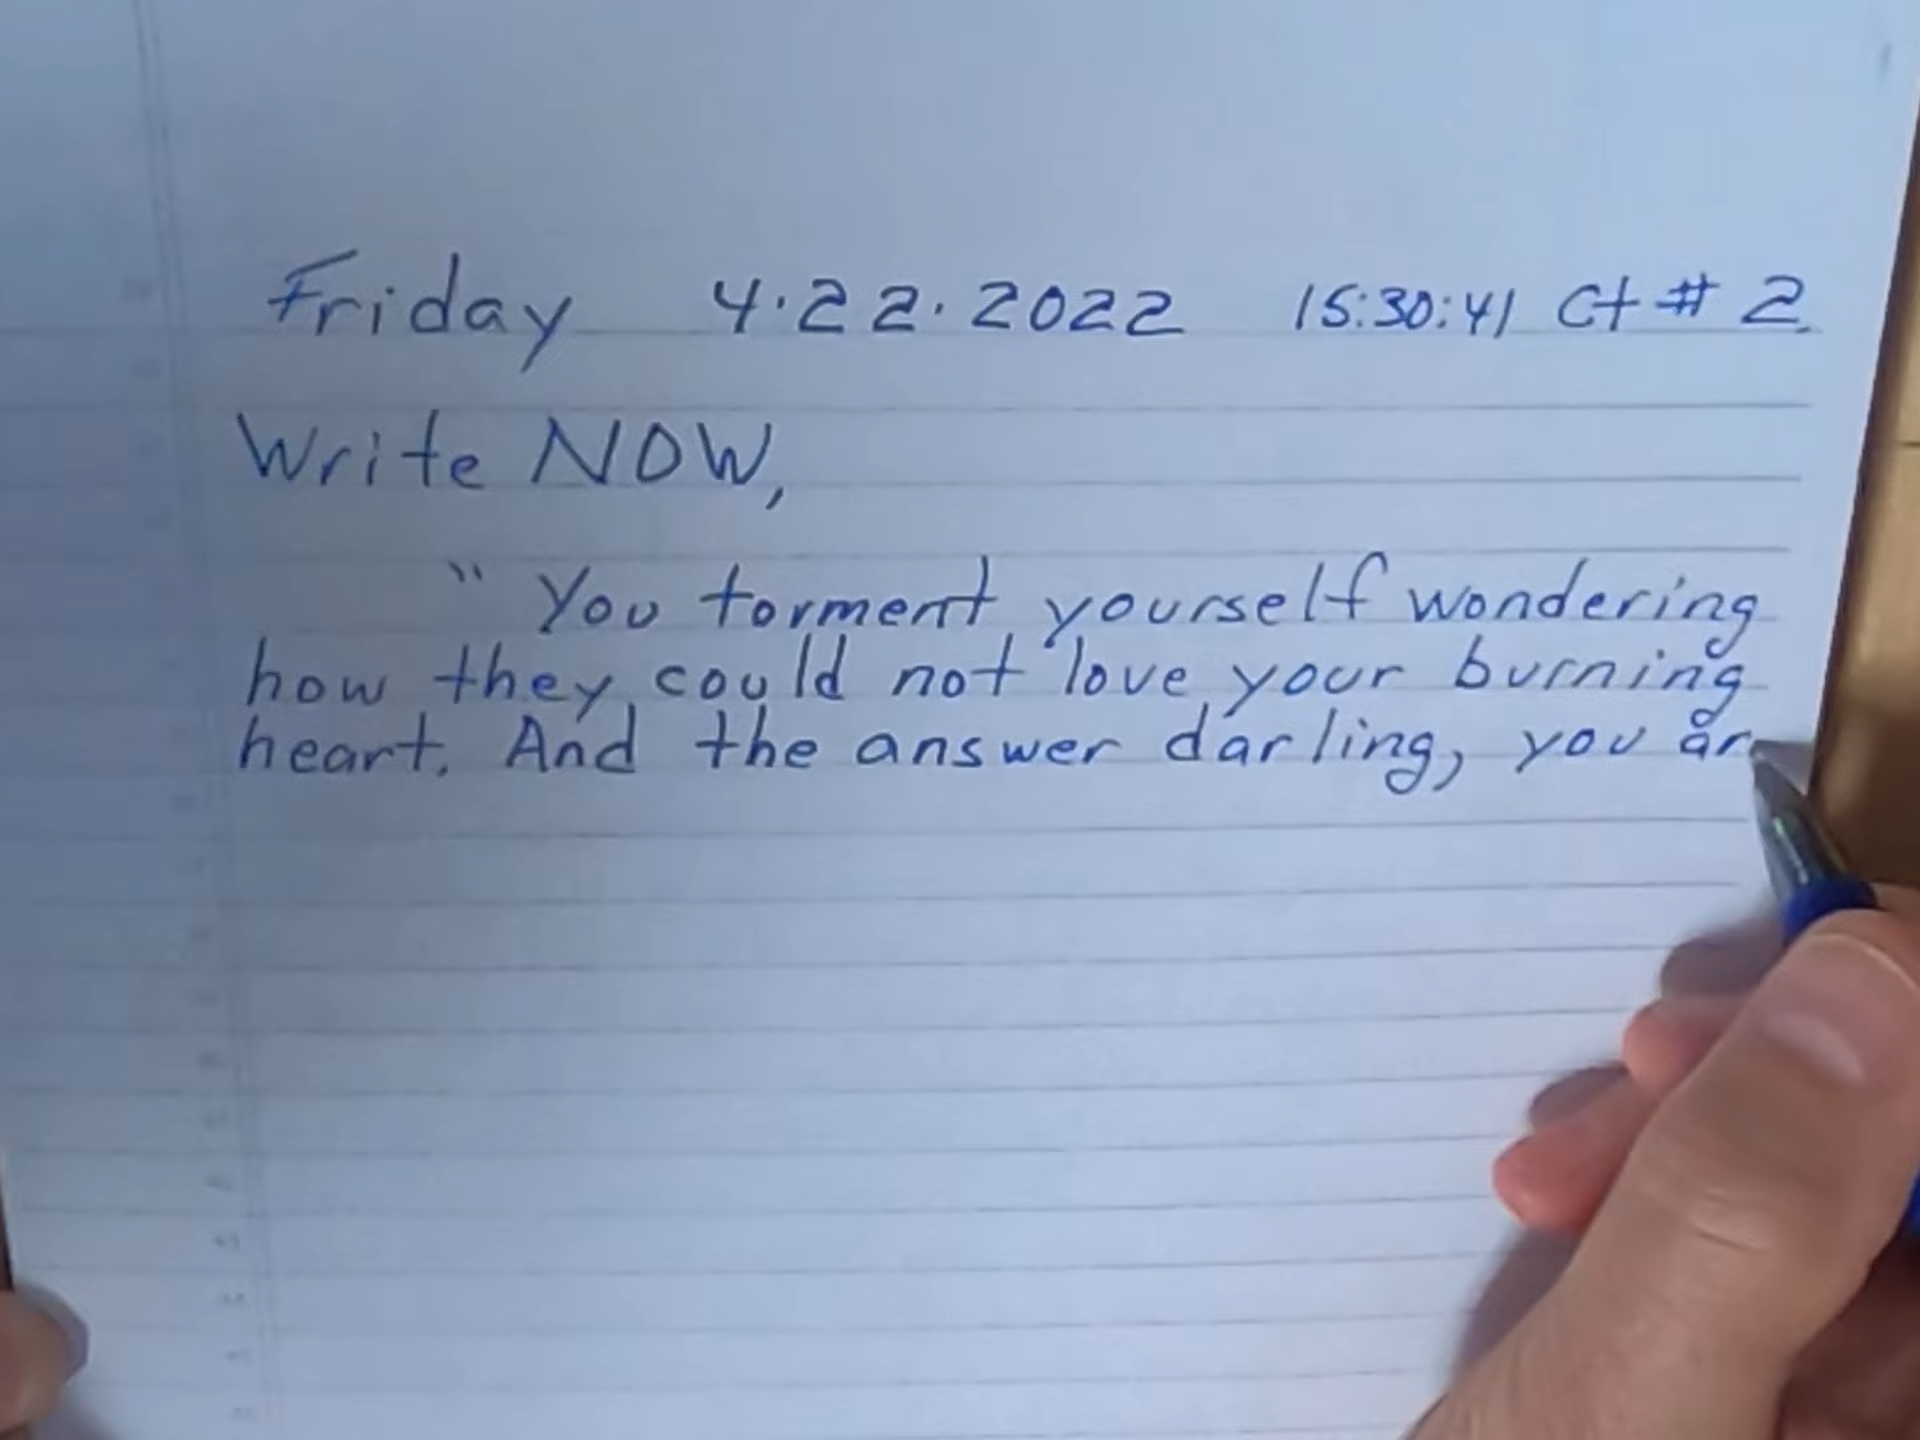 Friday 4.22.2022 15:30:41 Ct # 2.
Write NOW,
" You torment yourself wondering
how they could not love your burning
heart. And the answer darling, you ar